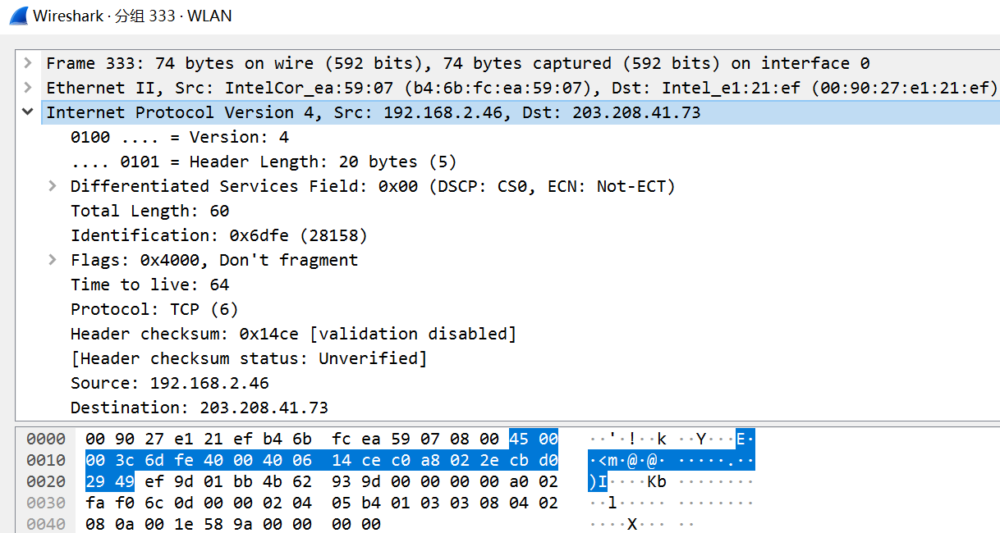 Wireshark · 分组 333 · WLAN
Frame 333: 74 bytes on wire (592 bits), 74 bytes captured (592 bits) on interface 0
Ethernet II, Src: IntelCor_ea:59:07 (b4:6b:fc:ea:59:07), Dst: Intel_e1:21:ef (00:90:27:e1:21:ef)
Internet Protocol Version 4, Src: 192.168.2.46, Dst: 203.208.41.73
0100 .... = Version: 4
.... 0101 = Header Length: 20 bytes (5)
Differentiated Services Field: 0x00 (DSCP: CS0, ECN: Not-ECT)
Total Length: 60
Identification: 0x6dfe (28158)
Flags: 0x4000, Don't fragment
Time to live: 64
Protocol: TCP (6)
Header checksum: 0x14ce [validation disabled]
[Header checksum status: Unverified]
Source: 192.168.2.46
Destination: 203.208.41.73
0000 00 90 27 e1 21 ef b4 6b fc ea 59 07 08 00 45 00 ··'·!··k ··Y···E·
0010 00 3c 6d fe 40 00 40 06 14 ce c0 a8 02 2e cb d0 ·<m·@·@· ·····.··
0020 29 49 ef 9d 01 bb 4b 62 93 9d 00 00 00 00 a0 02 )I····Kb ········
0030 fa f0 6c 0d 00 00 02 04 05 b4 01 03 03 08 04 02 ··l····· ········
0040 08 0a 00 1e 58 9a 00 00 00 00 ····X··· ··